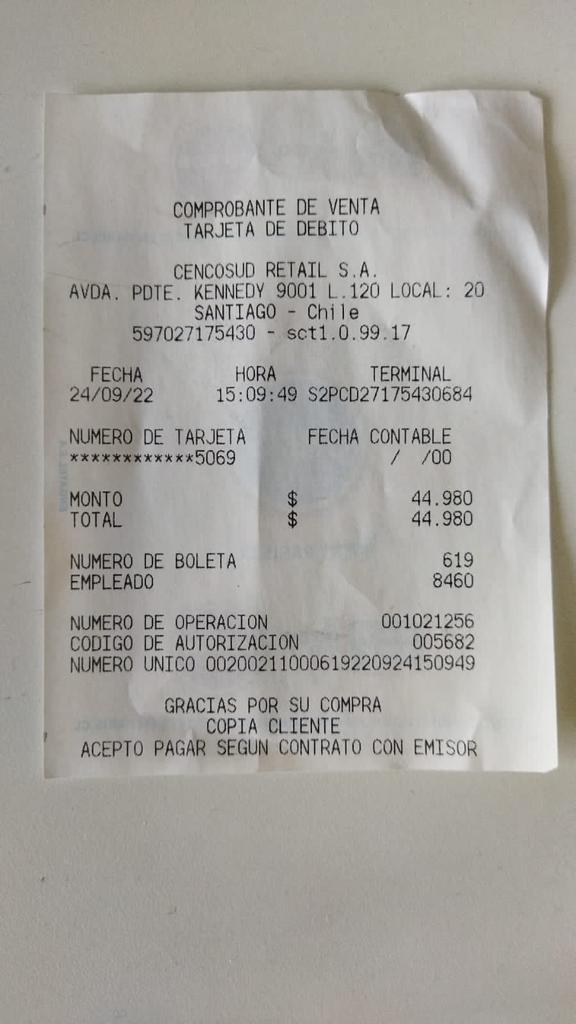 COMPROBANTE DE VENTA
TARJETA DE DEBITO
CENCOSUD RETAIL S.A.
AVDA. PDTE. KENNEDY 9001 L.120 LOCAL: 20
SANTIAGO - Chile
597027175430 - sct1.0.99.17
FECHA HORA TERMINAL
24/09/22 15:09:49 S2PCD27175430684
NUMERO DE TARJETA FECHA CONTABLE
************5069 / /00
MONTO $ 44.980
TOTAL $ 44.980
NUMERO DE BOLETA 619
EMPLEADO 8460
NUMERO DE OPERACION 001021256
CODIGO DE AUTORIZACION 005682
NUMERO UNICO 00200211000619220924150949
GRACIAS POR SU COMPRA
COPIA CLIENTE
ACEPTO PAGAR SEGUN CONTRATO CON EMISOR